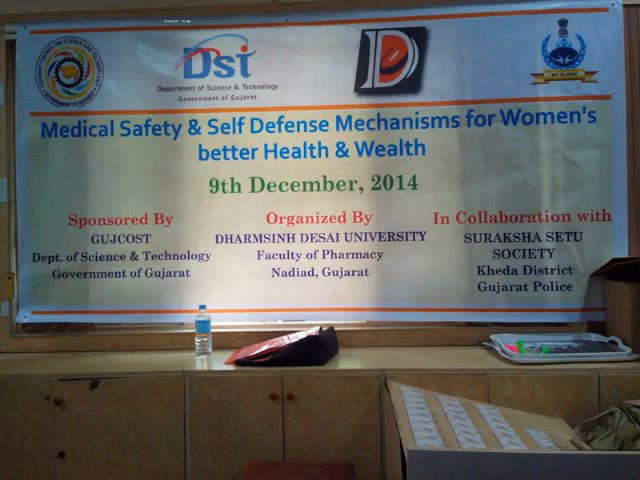 Dsi
Department of Science & Technology
Government of Gujarat
Medical Safety & Self Defense Mechanisms for Women's
better Health & Wealth
9th December, 2014
Sponsored By
GUJCOST
Dept. of Science & Technology
Government of Gujarat
Organized By
DHARMSINH DESAI UNIVERSITY
Faculty of Pharmacy
Nadiad, Gujarat
In Collaboration with
SURAKSHA SETU
SOCIETY
Kheda District
Gujarat Police